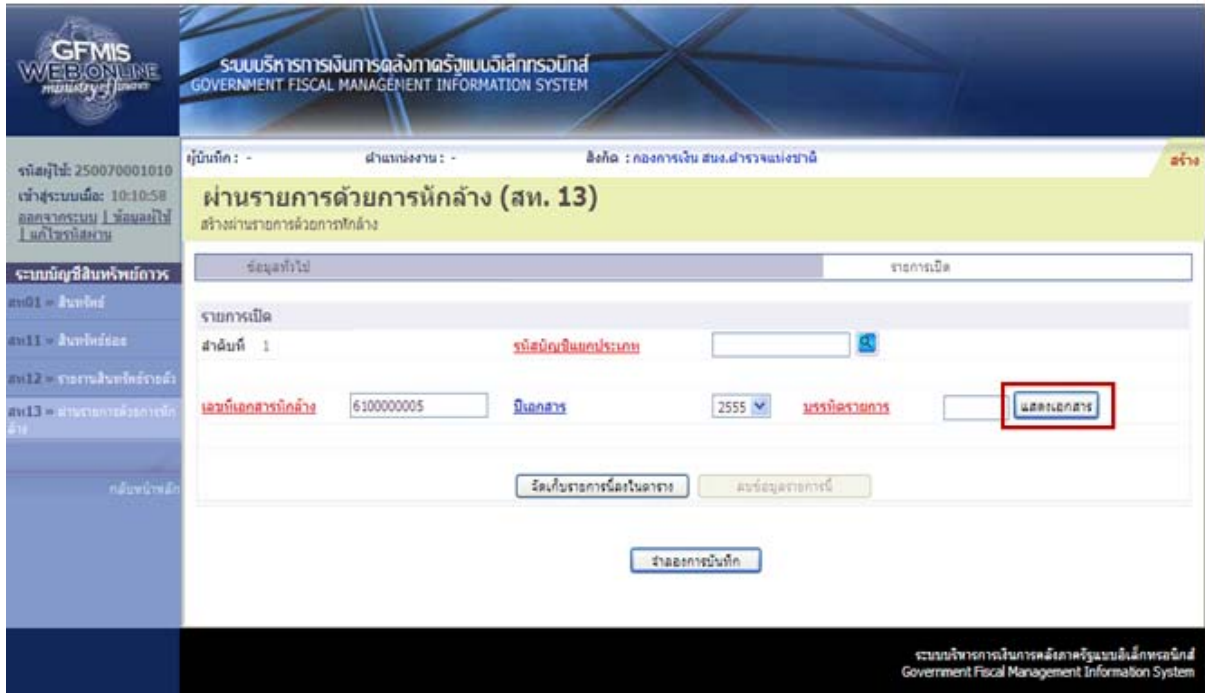 GFMIS
WEB ONLINE
ministry of finance
ระบบบริหารการเงินการคลังภาครัฐแบบอิเล็กทรอนิกส์
GOVERNMENT FISCAL MANAGEMENT INFORMATION SYSTEM
รหัสผู้ใช้: 250070001010
เข้าสู่ระบบเมื่อ: 10:10:58
ออกจากระบบ | ข้อมูลผู้ใช้
| แก้ไขรหัสผ่าน
ระบบบัญชีสินทรัพย์ถาวร
สท01 » สินทรัพย์
สท11 » สินทรัพย์ย่อย
สท12 » รายงานสินทรัพย์รายตัว
สท13 » ผ่านรายการด้วยการหัก
ล้าง
กลับหน้าหลัก
ผู้บันทึก : - ตำแหน่งงาน : - สังกัด : กองการเงิน สนง.ตำรวจแห่งชาติ
สร้าง
ผ่านรายการด้วยการหักล้าง (สท. 13)
สร้างผ่านรายการด้วยการหักล้าง
ข้อมูลทั่วไป รายการเปิด
รายการเปิด
ลำดับที่ 1 รหัสบัญชีแยกประเภท
เลขที่เอกสารหักล้าง 6100000005 ปีเอกสาร 2555 บรรทัดรายการ แสดงเอกสาร
จัดเก็บรายการนี้ลงในตาราง ลบข้อมูลรายการนี้
จำลองการบันทึก
ระบบบริหารการเงินการคลังภาครัฐแบบอิเล็กทรอนิกส์
Government Fiscal Management Information System